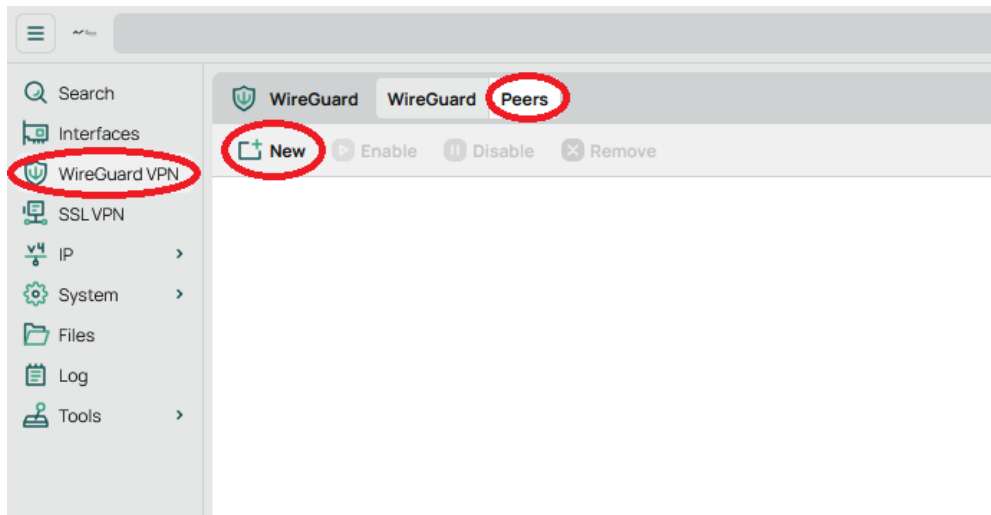 Search
Interfaces
WireGuard VPN
SSL VPN
IP
System
Files
Log
Tools
WireGuard WireGuard Peers
New Enable Disable Remove